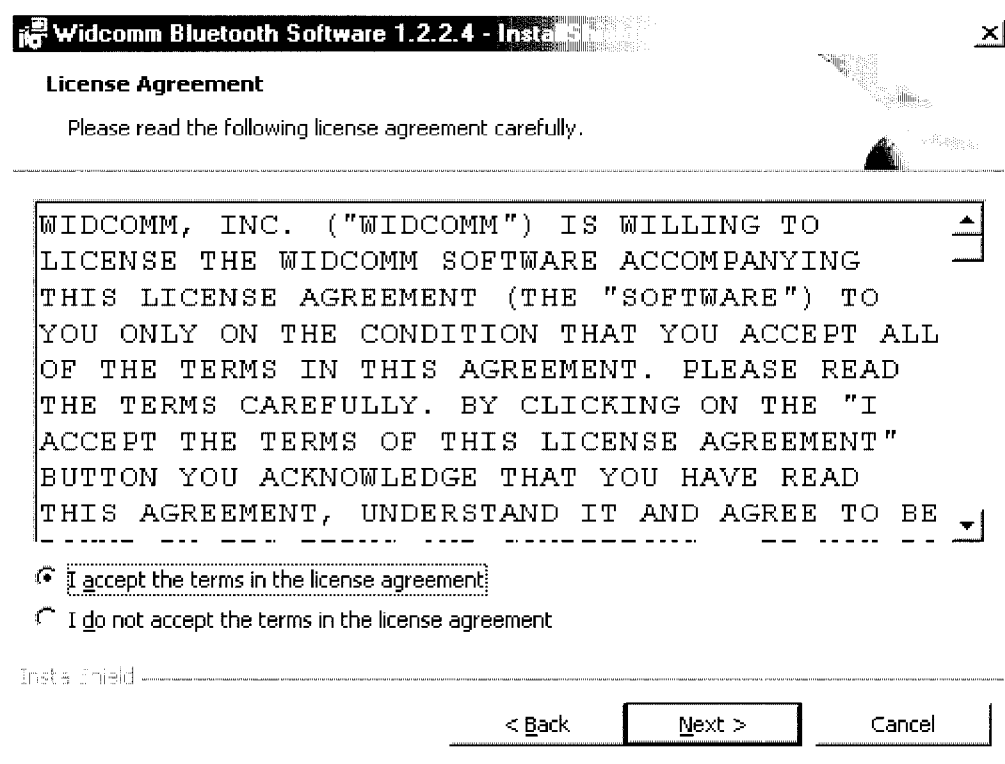 Widcomm Bluetooth Software 1.2.2.4 -
License Agreement
Please read the following license agreement carefully.
WIDCOMM, INC. ("WIDCOMM") IS WILLING TO
LICENSE THE WIDCOMM SOFTWARE ACCOMPANYING
THIS LICENSE AGREEMENT (THE "SOFTWARE") TO
YOU ONLY ON THE CONDITION THAT YOU ACCEPT ALL
OF THE TERMS IN THIS AGREEMENT. PLEASE READ
THE TERMS CAREFULLY. BY CLICKING ON THE "I
ACCEPT THE TERMS OF THIS LICENSE AGREEMENT"
BUTTON YOU ACKNOWLEDGE THAT YOU HAVE READ
THIS AGREEMENT, UNDERSTAND IT AND AGREE TO BE
I accept the terms in the license agreement
I do not accept the terms in the license agreement
InstallShield
< Back
Next >
Cancel